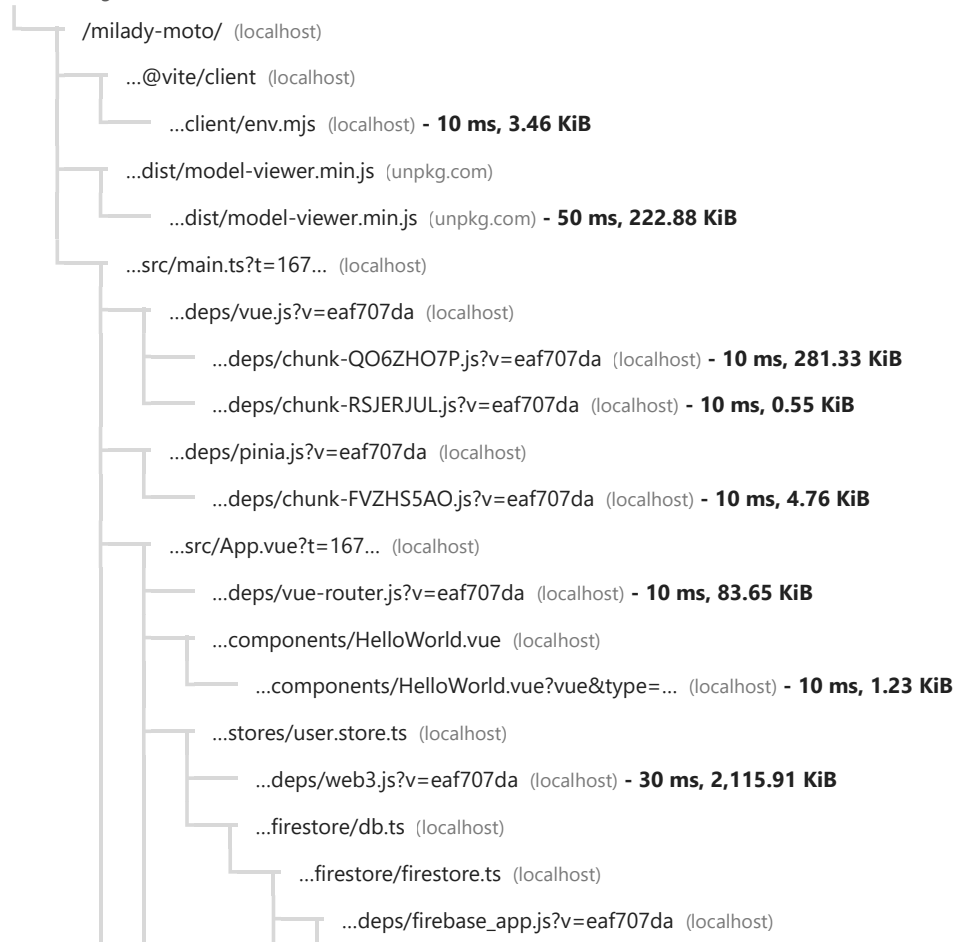 /milady-moto/ (localhost)
...@vite/client (localhost)
...client/env.mjs (localhost) - 10 ms, 3.46 KiB
...dist/model-viewer.min.js (unpkg.com)
...dist/model-viewer.min.js (unpkg.com) - 50 ms, 222.88 KiB
...src/main.ts?t=167... (localhost)
...deps/vue.js?v=eaf707da (localhost)
...deps/chunk-QO6ZHO7P.js?v=eaf707da (localhost) - 10 ms, 281.33 KiB
...deps/chunk-RSJERJUL.js?v=eaf707da (localhost) - 10 ms, 0.55 KiB
...deps/pinia.js?v=eaf707da (localhost)
...deps/chunk-FVZHS5AO.js?v=eaf707da (localhost) - 10 ms, 4.76 KiB
...src/App.vue?t=167... (localhost)
...deps/vue-router.js?v=eaf707da (localhost) - 10 ms, 83.65 KiB
...components/HelloWorld.vue (localhost)
...components/HelloWorld.vue?vue&type=... (localhost) - 10 ms, 1.23 KiB
...stores/user.store.ts (localhost)
...deps/web3.js?v=eaf707da (localhost) - 30 ms, 2,115.91 KiB
...firestore/db.ts (localhost)
...firestore/firestore.ts (localhost)
...deps/firebase_app.js?v=eaf707da (localhost)